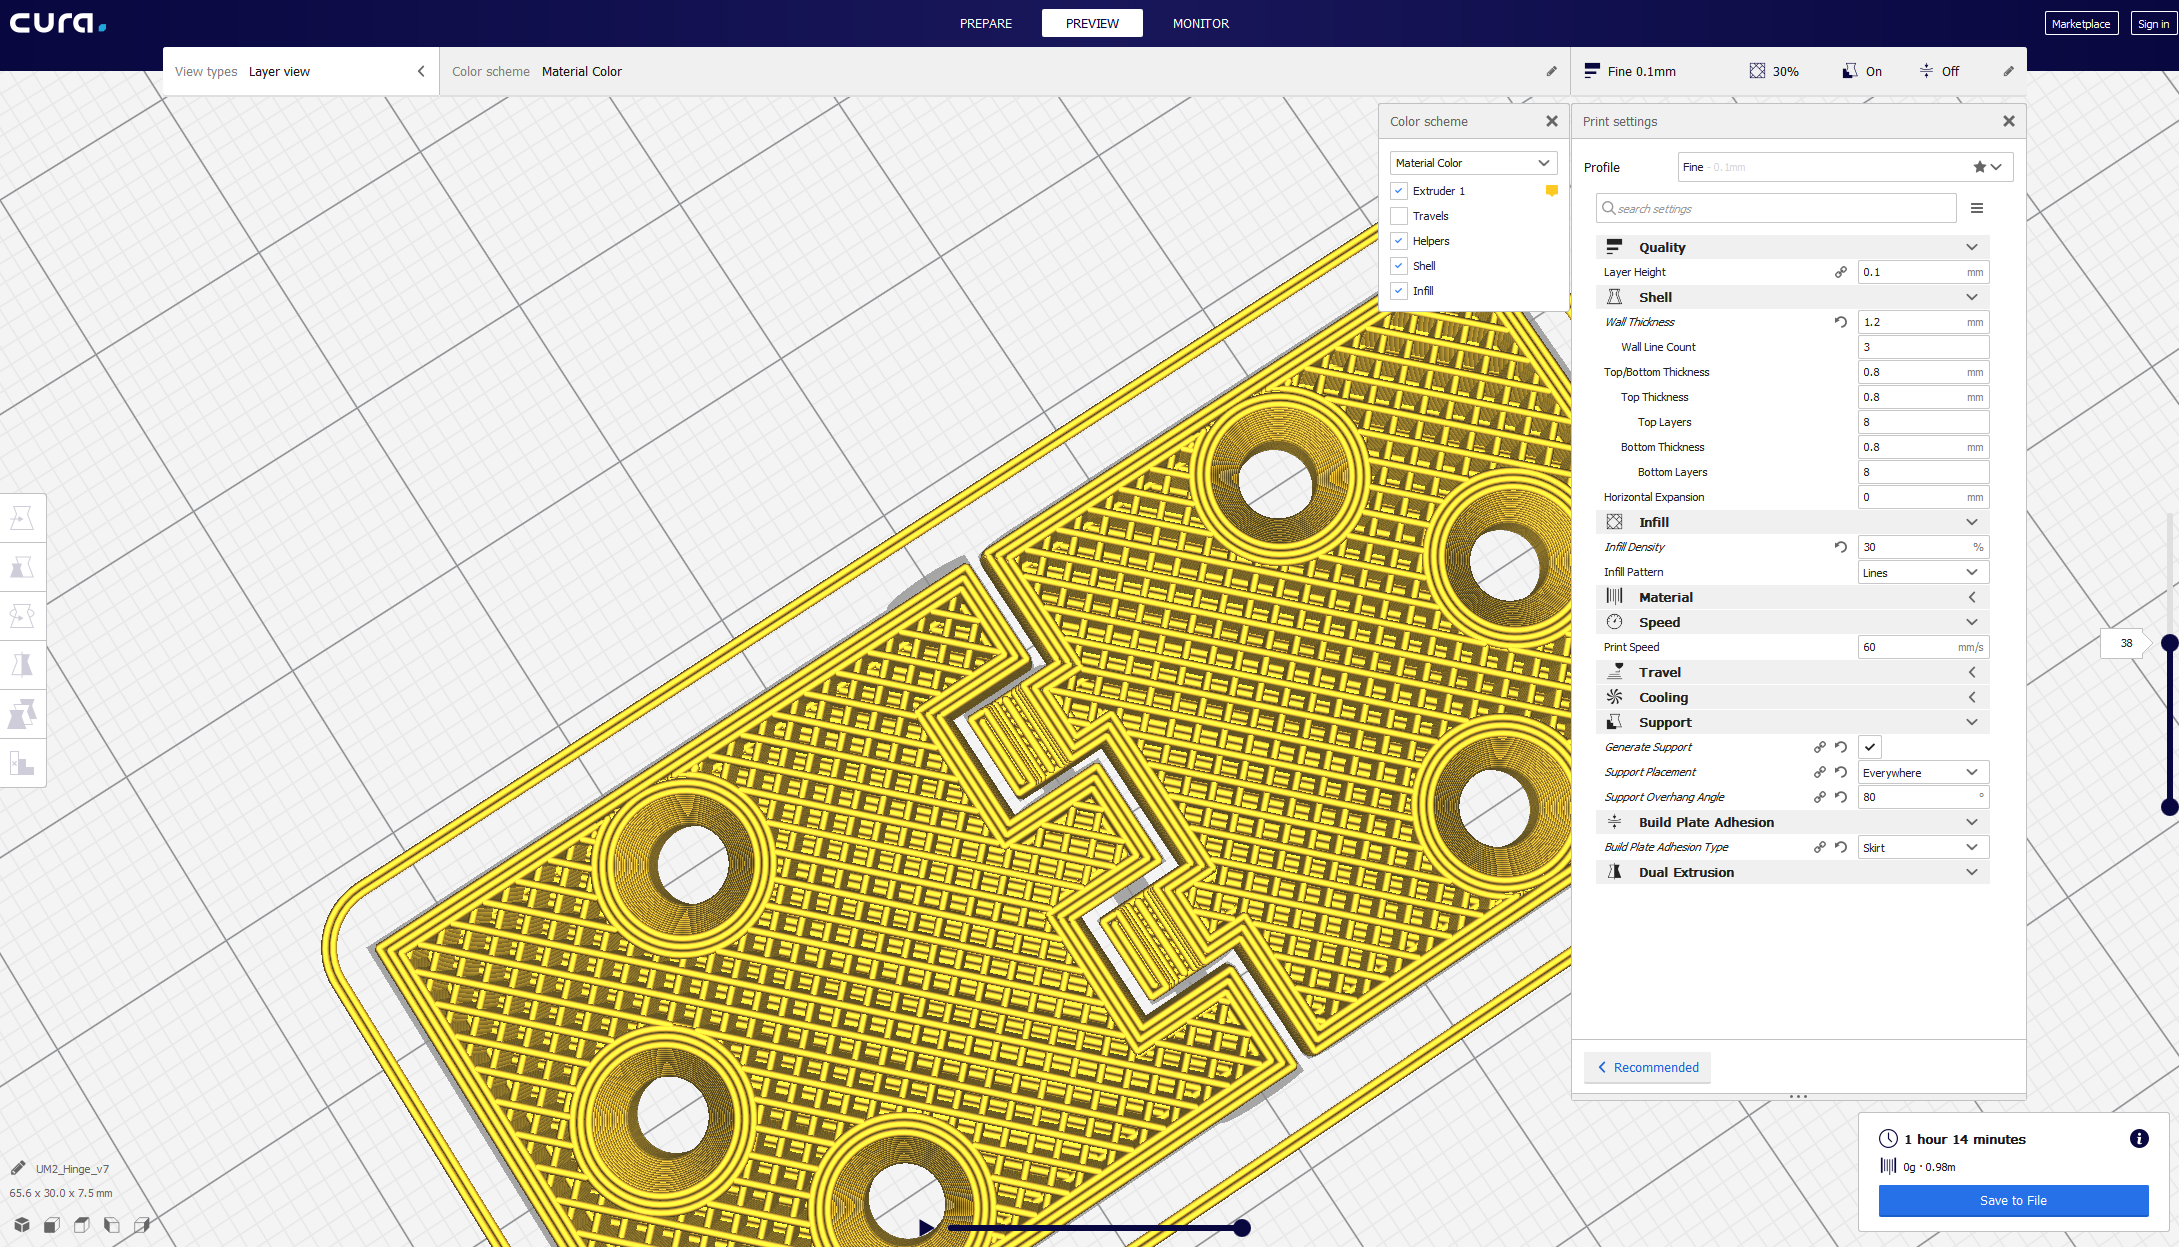 cura.
PREPARE PREVIEW MONITOR
Marketplace Sign in
View types Layer view
Color scheme Material Color
Fine 0.1mm 30% On Off
Color scheme
Material Color
Extruder 1
Travels
Helpers
Shell
Infill
Print settings
Profile Fine - 0.1mm
search settings
Quality
Layer Height 0.1 mm
Shell
Wall Thickness 1.2 mm
Wall Line Count 3
Top/Bottom Thickness 0.8 mm
Top Thickness 0.8 mm
Top Layers 8
Bottom Thickness 0.8 mm
Bottom Layers 8
Horizontal Expansion 0 mm
Infill
Infill Density 30 %
Infill Pattern Lines
Material
Speed
Print Speed 60 mm/s
Travel
Cooling
Support
Generate Support
Support Placement Everywhere
Support Overhang Angle 80 °
Build Plate Adhesion
Build Plate Adhesion Type Skirt
Dual Extrusion
Recommended
38
1 hour 14 minutes
0g · 0.98m
Save to File
UM2_Hinge_v7
65.6 x 30.0 x 7.5 mm